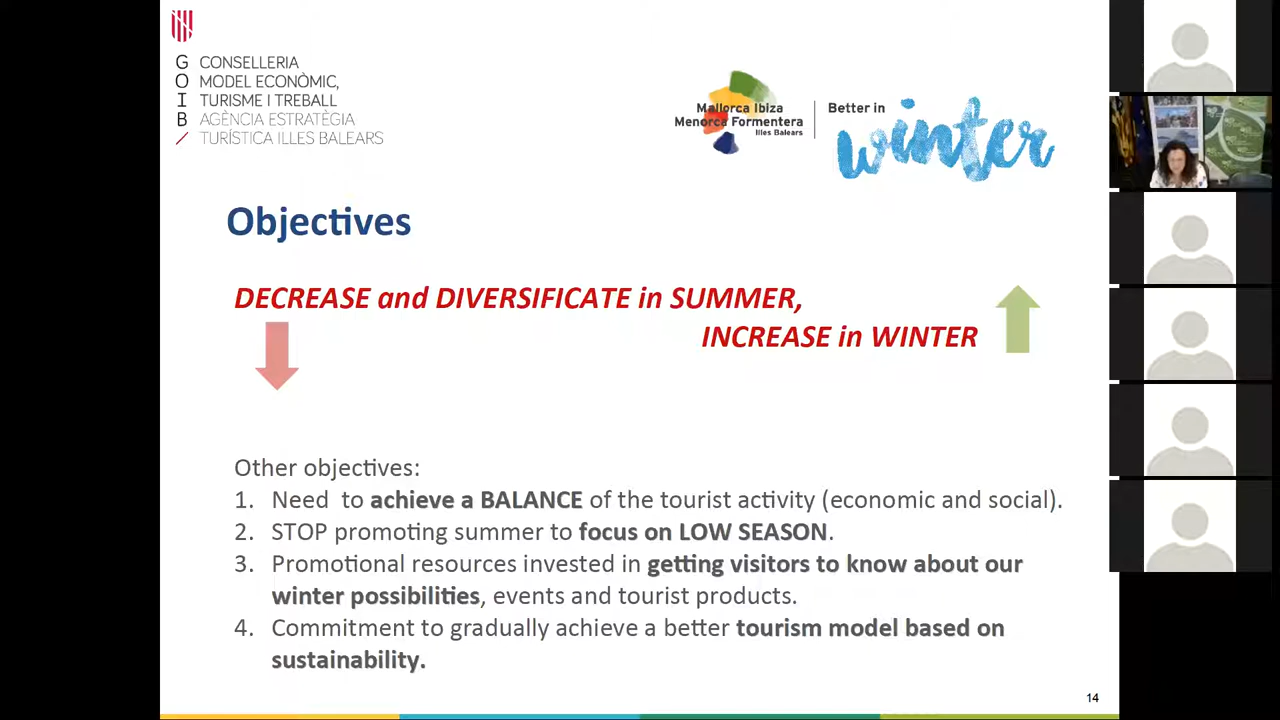 G CONSELLERIA
O MODEL ECONÒMIC,
I TURISME I TREBALL
B AGÈNCIA ESTRATÈGIA
/ TURÍSTICA ILLES BALEARS
Mallorca Ibiza
Menorca Formentera
Illes Balears
Better in
winter
Objectives
DECREASE and DIVERSIFICATE in SUMMER,
INCREASE in WINTER
Other objectives:
1. Need to achieve a BALANCE of the tourist activity (economic and social).
2. STOP promoting summer to focus on LOW SEASON.
3. Promotional resources invested in getting visitors to know about our
winter possibilities, events and tourist products.
4. Commitment to gradually achieve a better tourism model based on
sustainability.
14